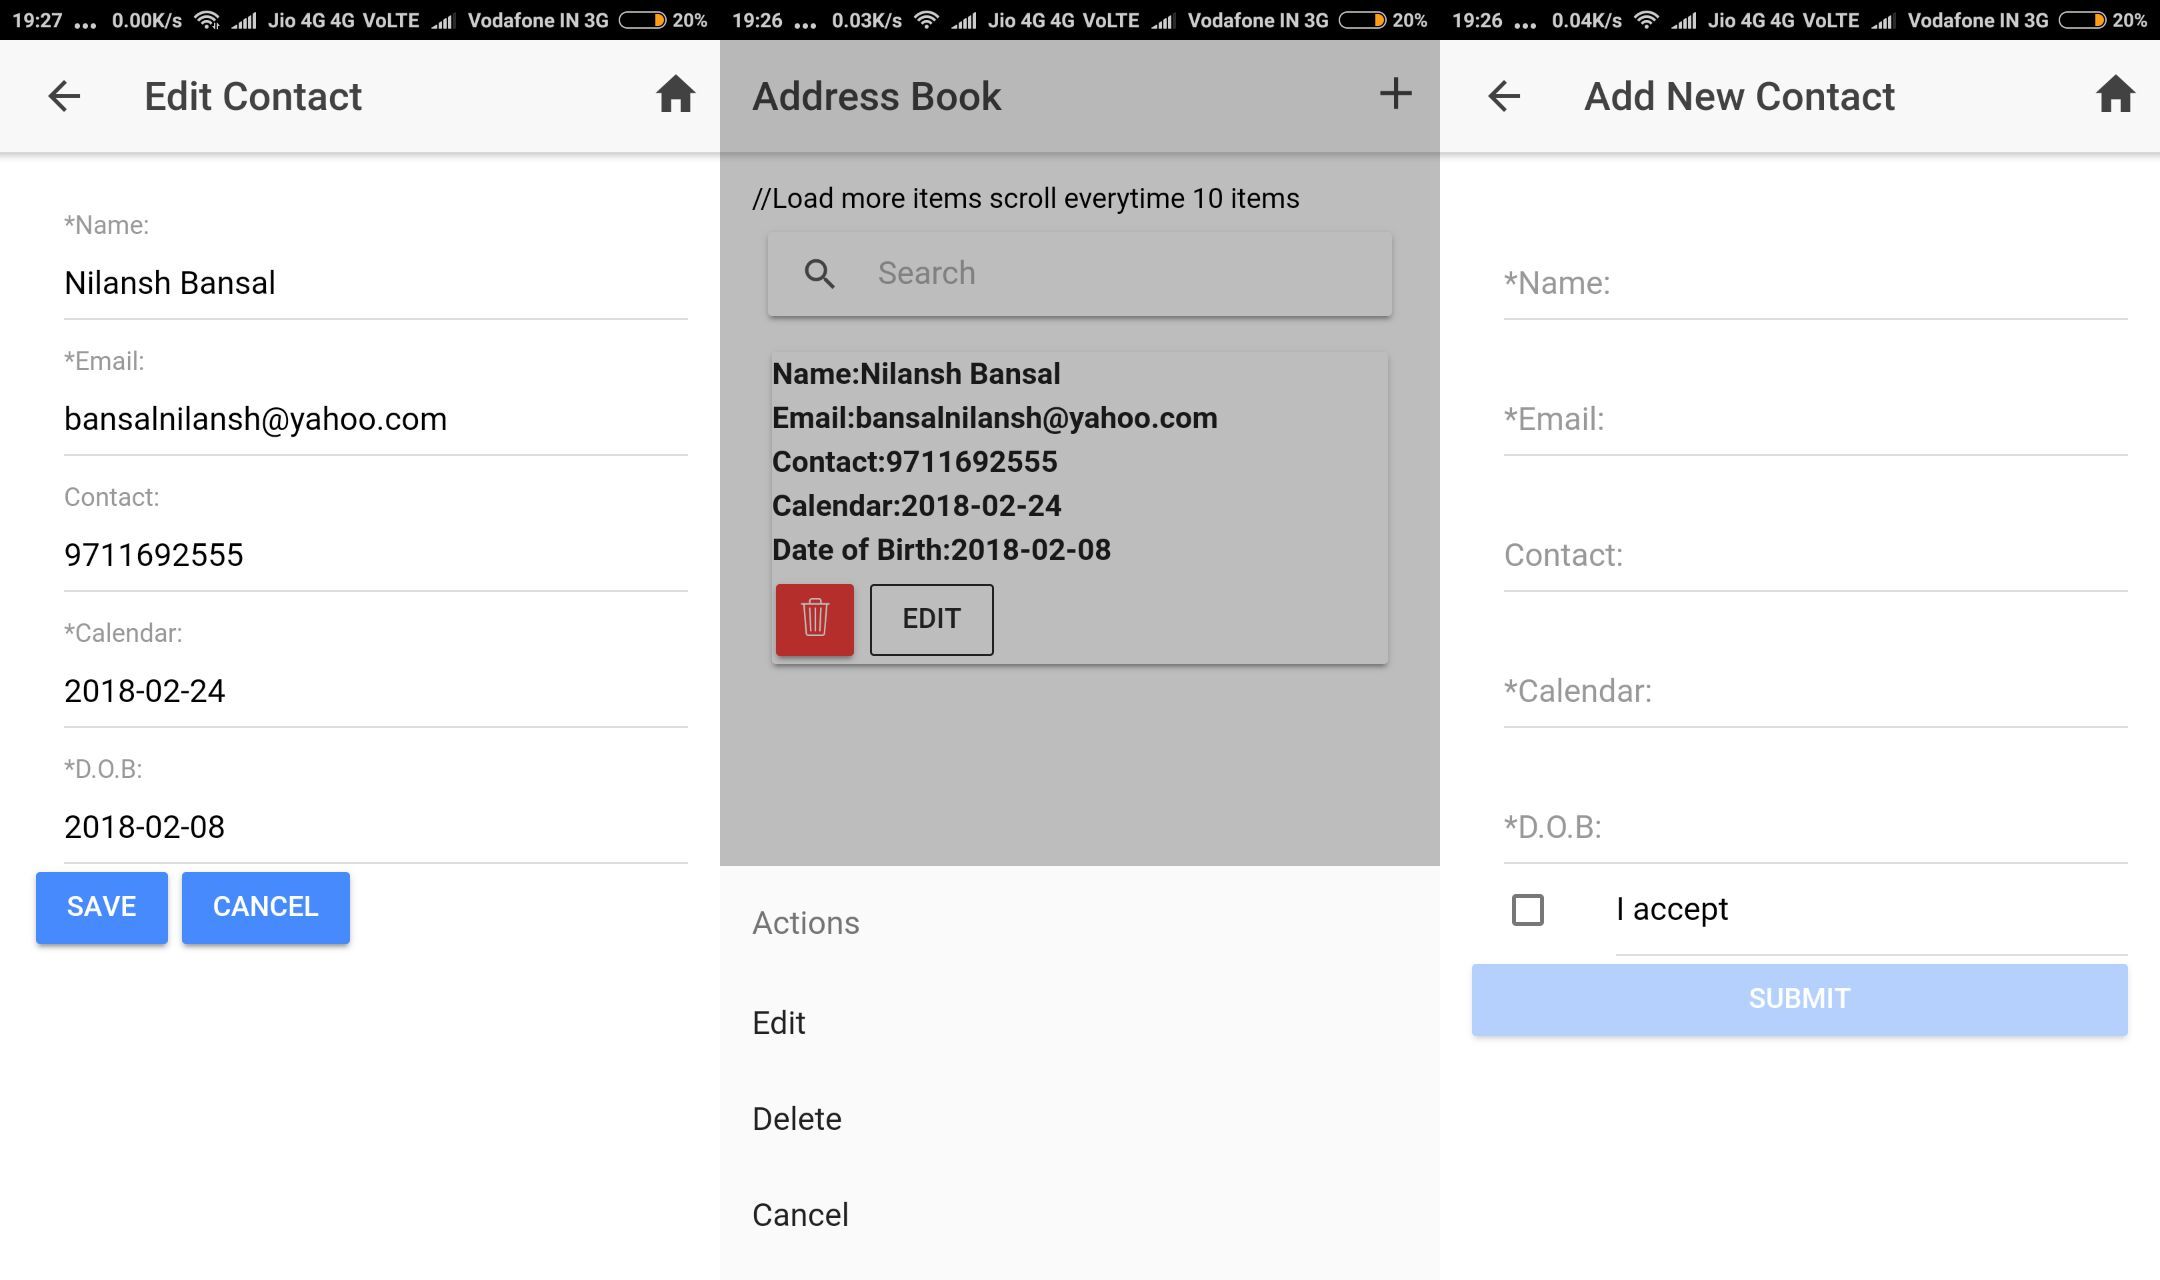 19:27 ... 0.00K/s Jio 4G 4G VoLTE Vodafone IN 3G 20%
Edit Contact
*Name:
Nilansh Bansal
*Email:
bansalnilansh@yahoo.com
Contact:
9711692555
*Calendar:
2018-02-24
*D.O.B:
2018-02-08
SAVE CANCEL
19:26 ... 0.03K/s Jio 4G 4G VoLTE Vodafone IN 3G 20%
Address Book
//Load more items scroll everytime 10 items
Search
Name:Nilansh Bansal
Email:bansalnilansh@yahoo.com
Contact:9711692555
Calendar:2018-02-24
Date of Birth:2018-02-08
EDIT
Actions
Edit
Delete
Cancel
19:26 ... 0.04K/s Jio 4G 4G VoLTE Vodafone IN 3G 20%
Add New Contact
*Name:
*Email:
Contact:
*Calendar:
*D.O.B:
I accept
SUBMIT